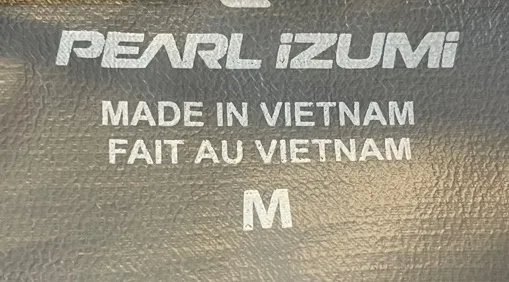 PEARL iZUMi
MADE IN VIETNAM
FAIT AU VIETNAM
M